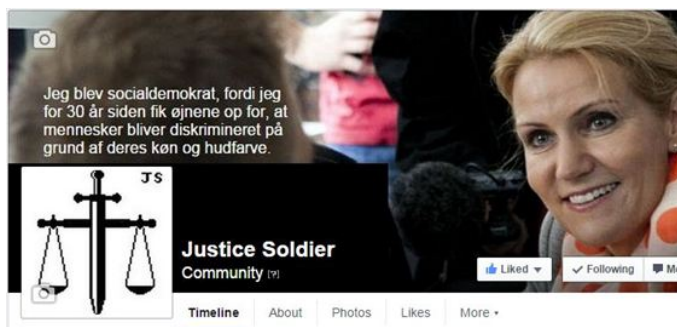 Jeg blev socialdemokrat, fordi jeg
for 30 år siden fik øjnene op for, at
mennesker bliver diskrimineret på
grund af deres køn og hudfarve.
JS
Justice Soldier
Community [?]
Liked
Following
Timeline About Photos Likes More